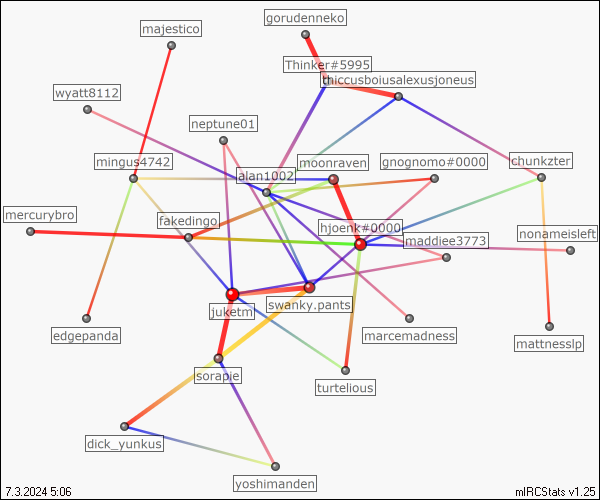 gorudenneko
majestico
Thinker#5995
thiccusboiusalexusjoneus
wyatt8112
neptune01
mingus4742
moonraven
gnognomo#0000
chunkzter
alan1002
mercurybro
fakedingo
hjoenk#0000
maddiee3773
nonameisleft
juketm
swanky.pants
edgepanda
marcemadness
mattnesslp
sorapie
turtelious
dick_yunkus
yoshimanden
7.3.2024 5:06
mIRCStats v1.25